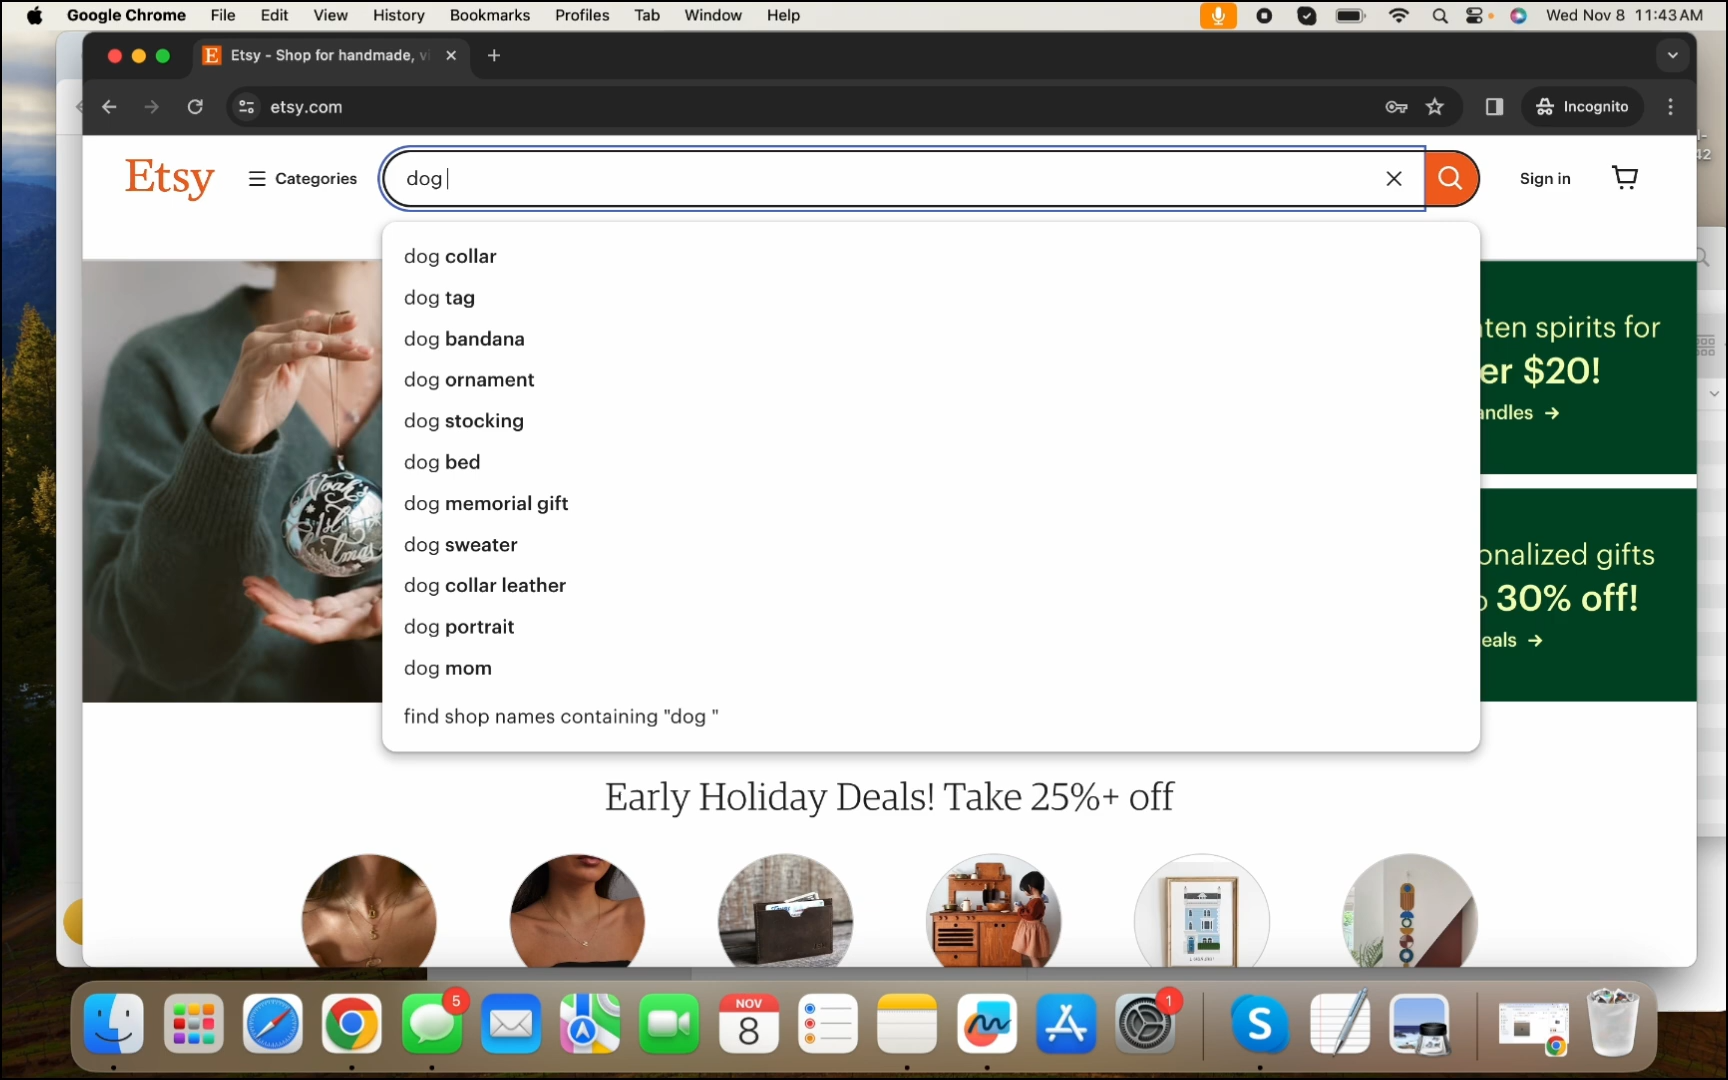 Google Chrome File Edit View History Bookmarks Profiles Tab Window Help Wed Nov 8 11:43 AM
Etsy - Shop for handmade, vi
etsy.com Incognito
Etsy Categories dog Sign in
dog collar
dog tag
dog bandana
dog ornament
dog stocking
dog bed
dog memorial gift
dog sweater
dog collar leather
dog portrait
dog mom
find shop names containing "dog "
Noah's
1st
Christmas
ten spirits for
er $20!
andles →
onalized gifts
30% off!
eals →
Early Holiday Deals! Take 25%+ off
5
NOV
8
1
S